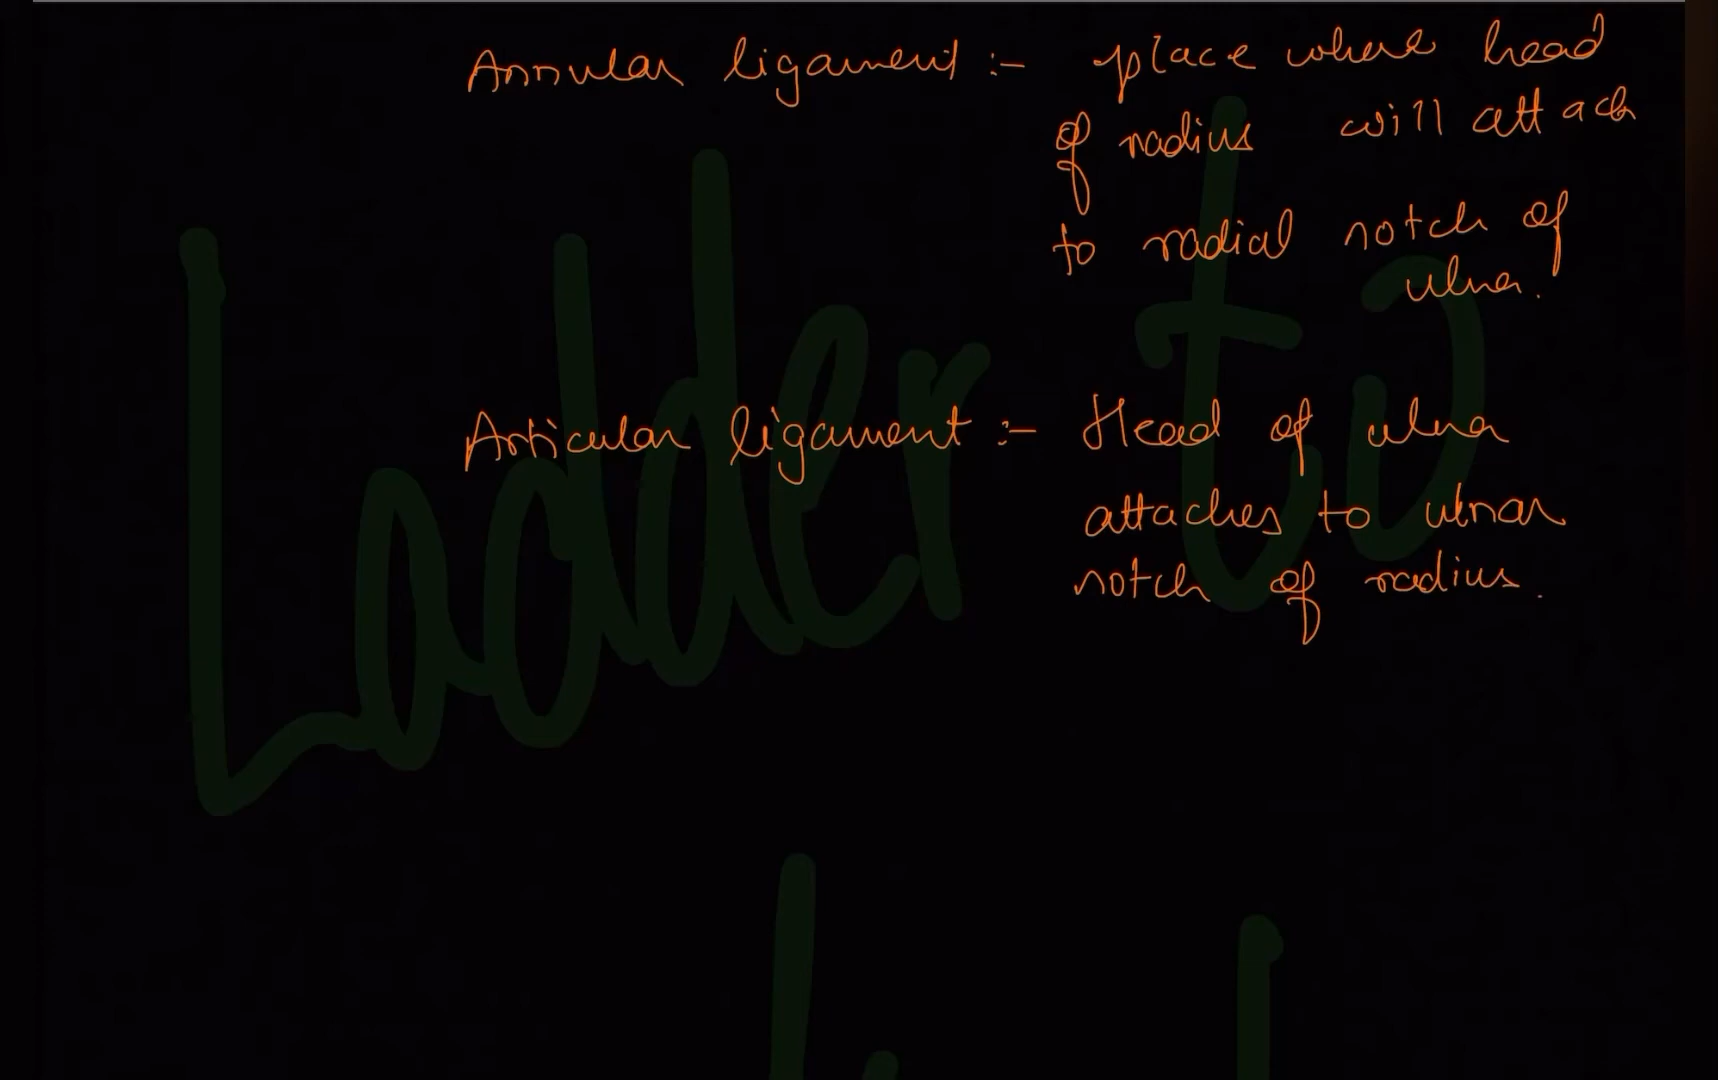 Annular ligament :- place where head
of radius will attach
to radial notch of
ulna.
Articular ligament :- Head of ulna
attaches to ulnar
notch of radius.
Ladder to